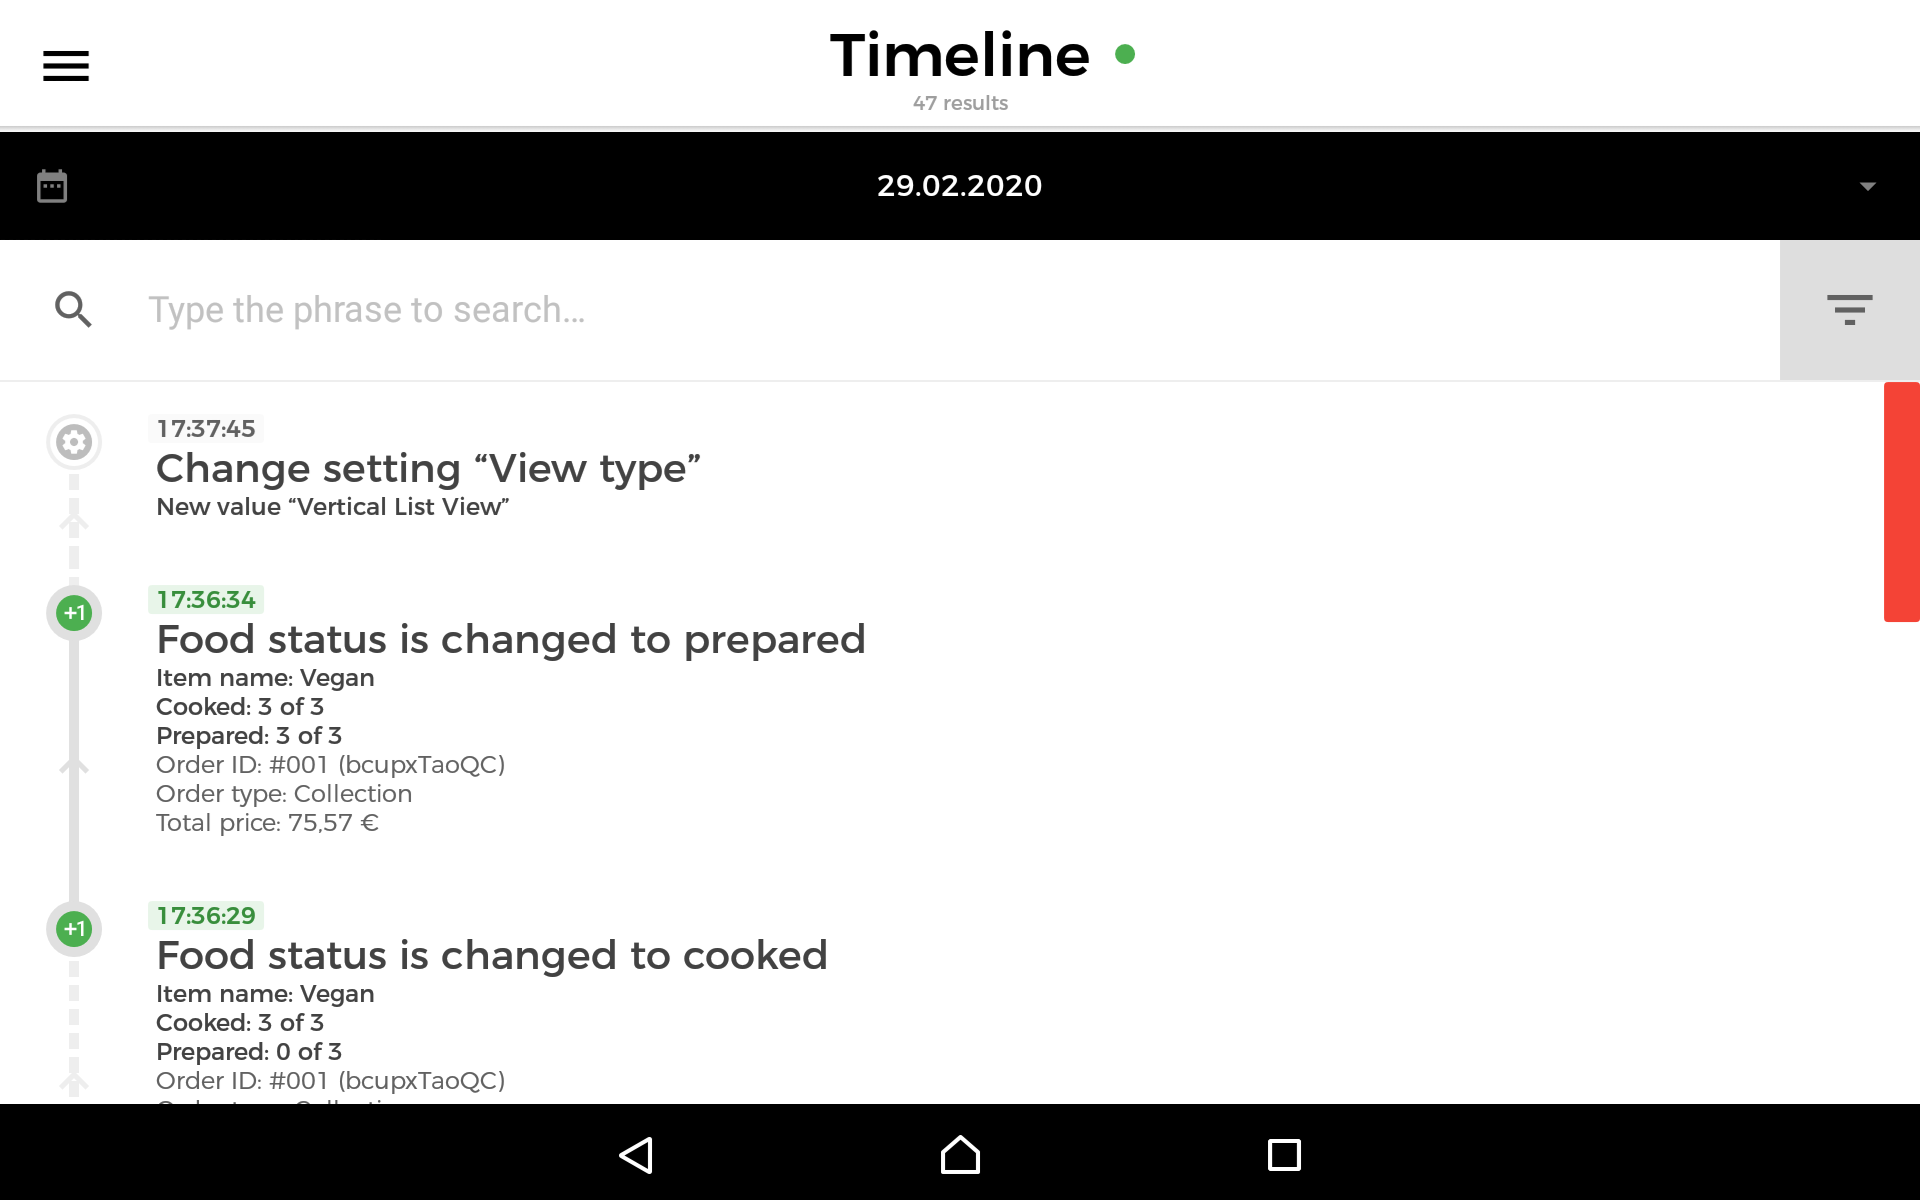 Timeline
47 results
29.02.2020
Type the phrase to search...
17:37:45
Change setting “View type”
New value “Vertical List View”
+1
17:36:34
Food status is changed to prepared
Item name: Vegan
Cooked: 3 of 3
Prepared: 3 of 3
Order ID: #001 (bcupxTaoQC)
Order type: Collection
Total price: 75,57 €
+1
17:36:29
Food status is changed to cooked
Item name: Vegan
Cooked: 3 of 3
Prepared: 0 of 3
Order ID: #001 (bcupxTaoQC)